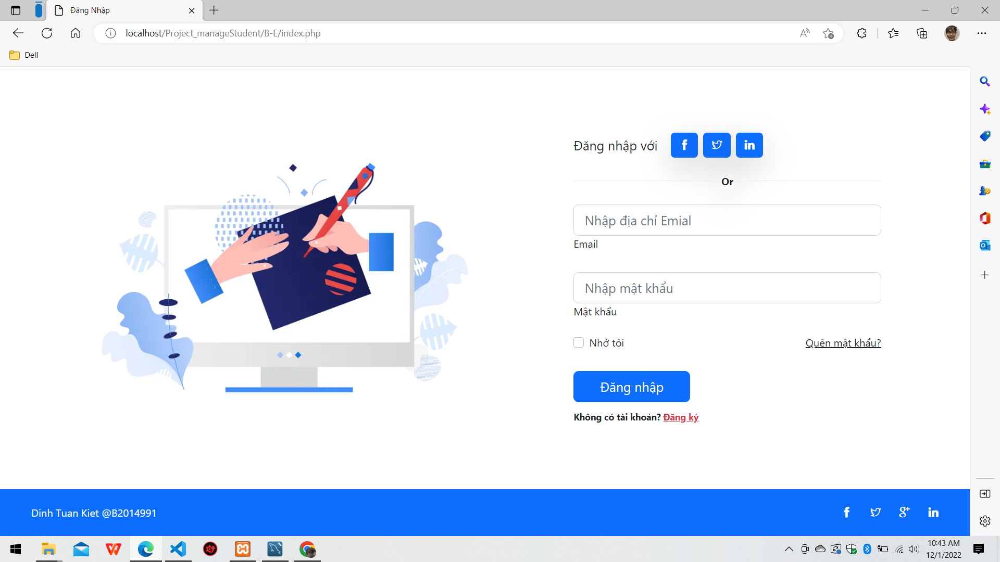 Đăng Nhập
localhost/Project_manageStudent/B-E/index.php
Dell
Đăng nhập với
Or
Nhập địa chỉ Emial
Email
Nhập mật khẩu
Mật khẩu
Nhớ tôi
Quên mật khẩu?
Đăng nhập
Không có tài khoản? Đăng ký
Dinh Tuan Kiet @B2014991
10:43 AM
12/1/2022